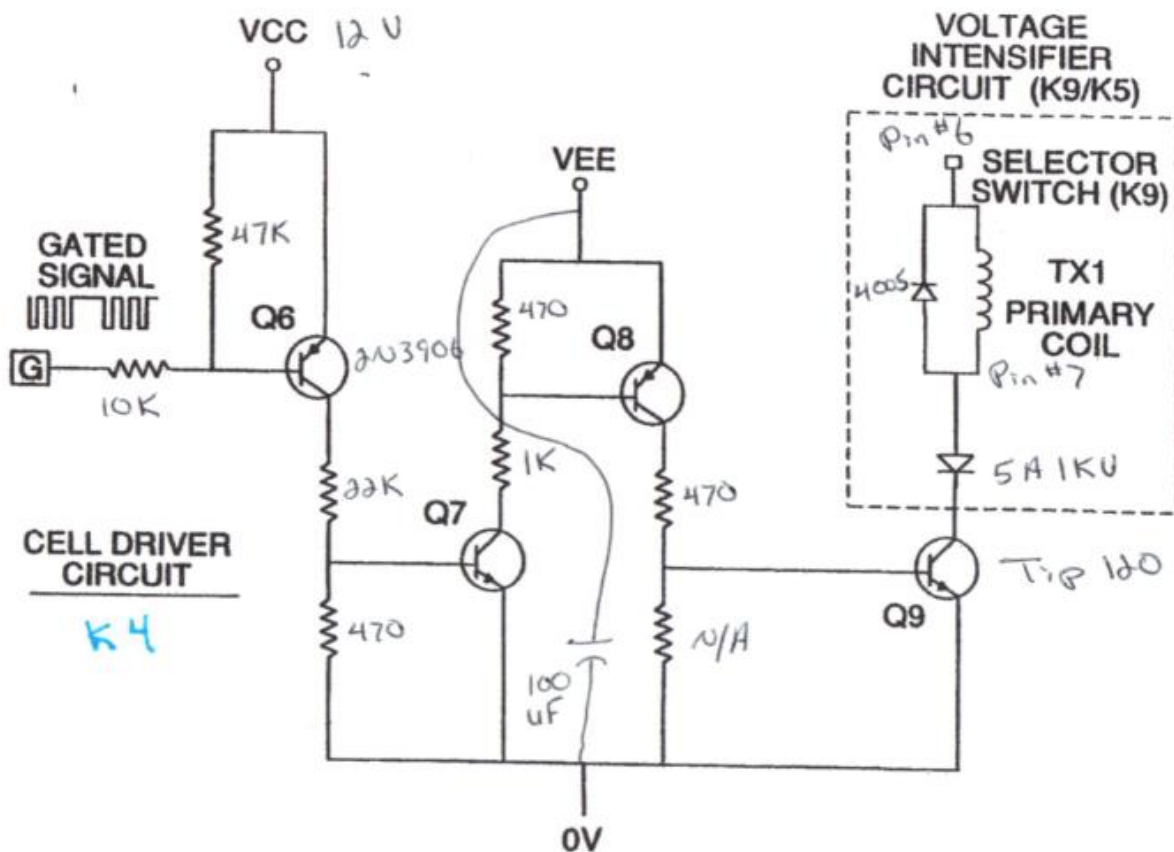 VCC 12 V
VOLTAGE
INTENSIFIER
CIRCUIT (K9/K5)
Pin #6
SELECTOR
SWITCH (K9)
VEE
47K
GATED
SIGNAL
470
4005
TX1
PRIMARY
COIL
Q6
Q8
2N3906
G
Pin #7
10K
1K
5A 1KV
22K
470
Q7
CELL DRIVER
CIRCUIT
Tip 120
Q9
K4
470
N/A
100
uF
0V